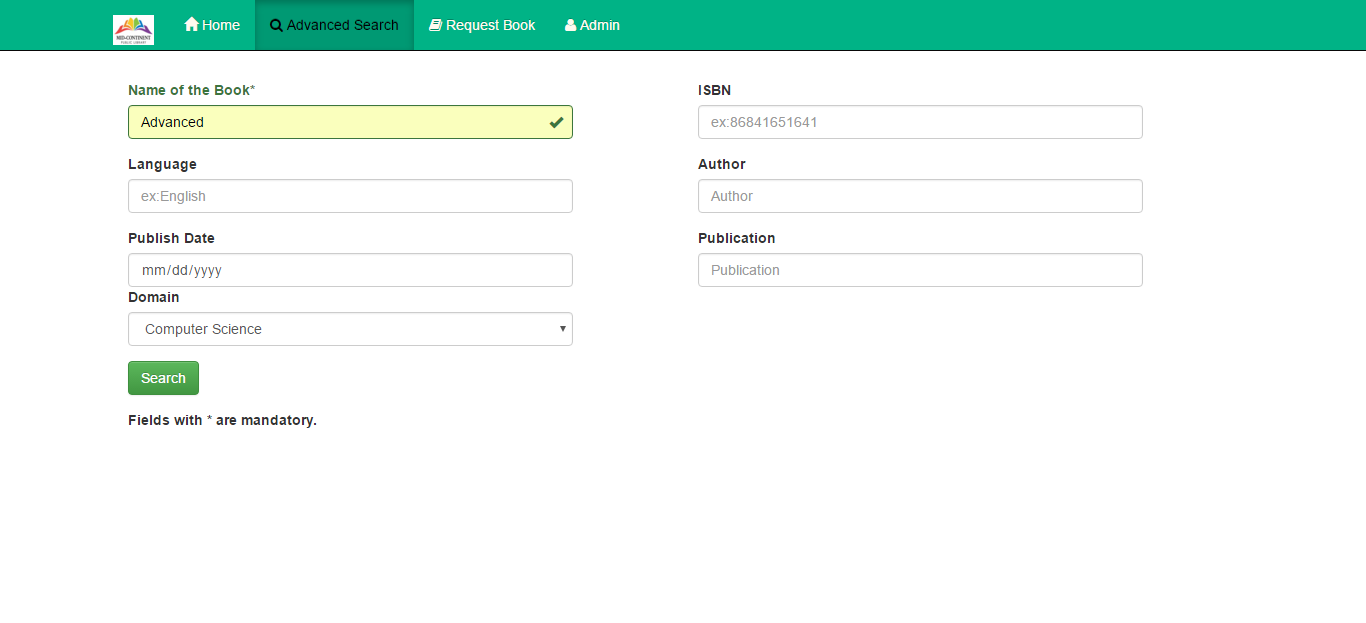 MID-CONTINENT
PUBLIC LIBRARY
Home
Advanced Search
Request Book
Admin
Name of the Book*
Advanced
ISBN
ex:86841651641
Language
ex:English
Author
Author
Publish Date
mm/dd/yyyy
Publication
Publication
Domain
Computer Science
Search
Fields with * are mandatory.